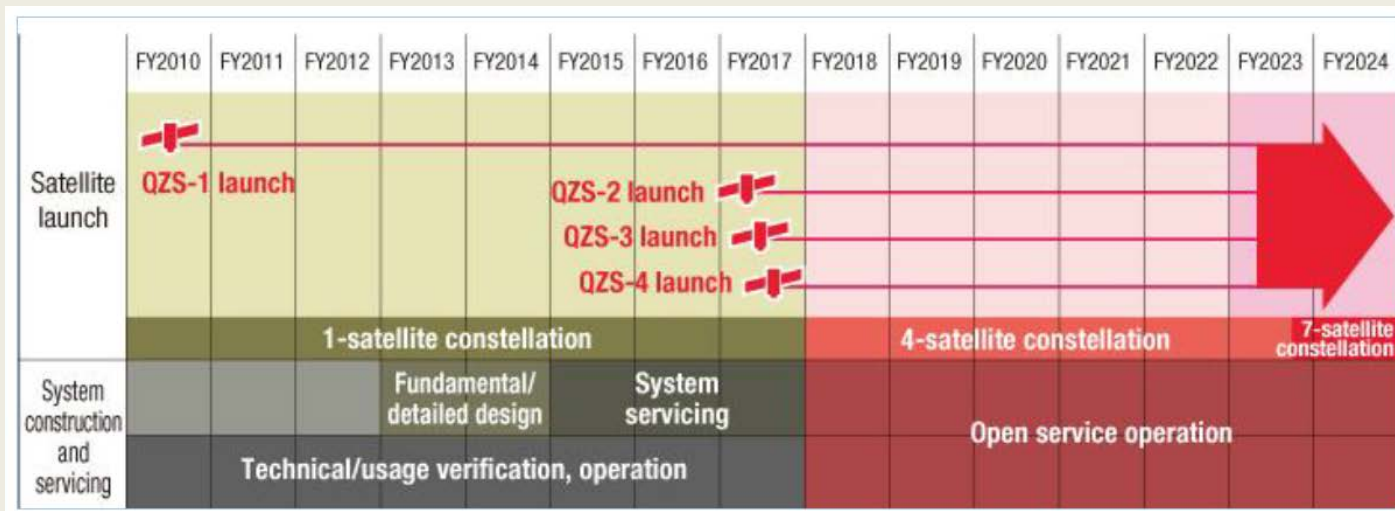 FY2010 FY2011 FY2012 FY2013 FY2014 FY2015 FY2016 FY2017 FY2018 FY2019 FY2020 FY2021 FY2022 FY2023 FY2024
Satellite
launch
QZS-1 launch
QZS-2 launch
QZS-3 launch
QZS-4 launch
1-satellite constellation
4-satellite constellation
7-satellite
constellation
System
construction
and
servicing
Fundamental/
detailed design
System
servicing
Technical/usage verification, operation
Open service operation